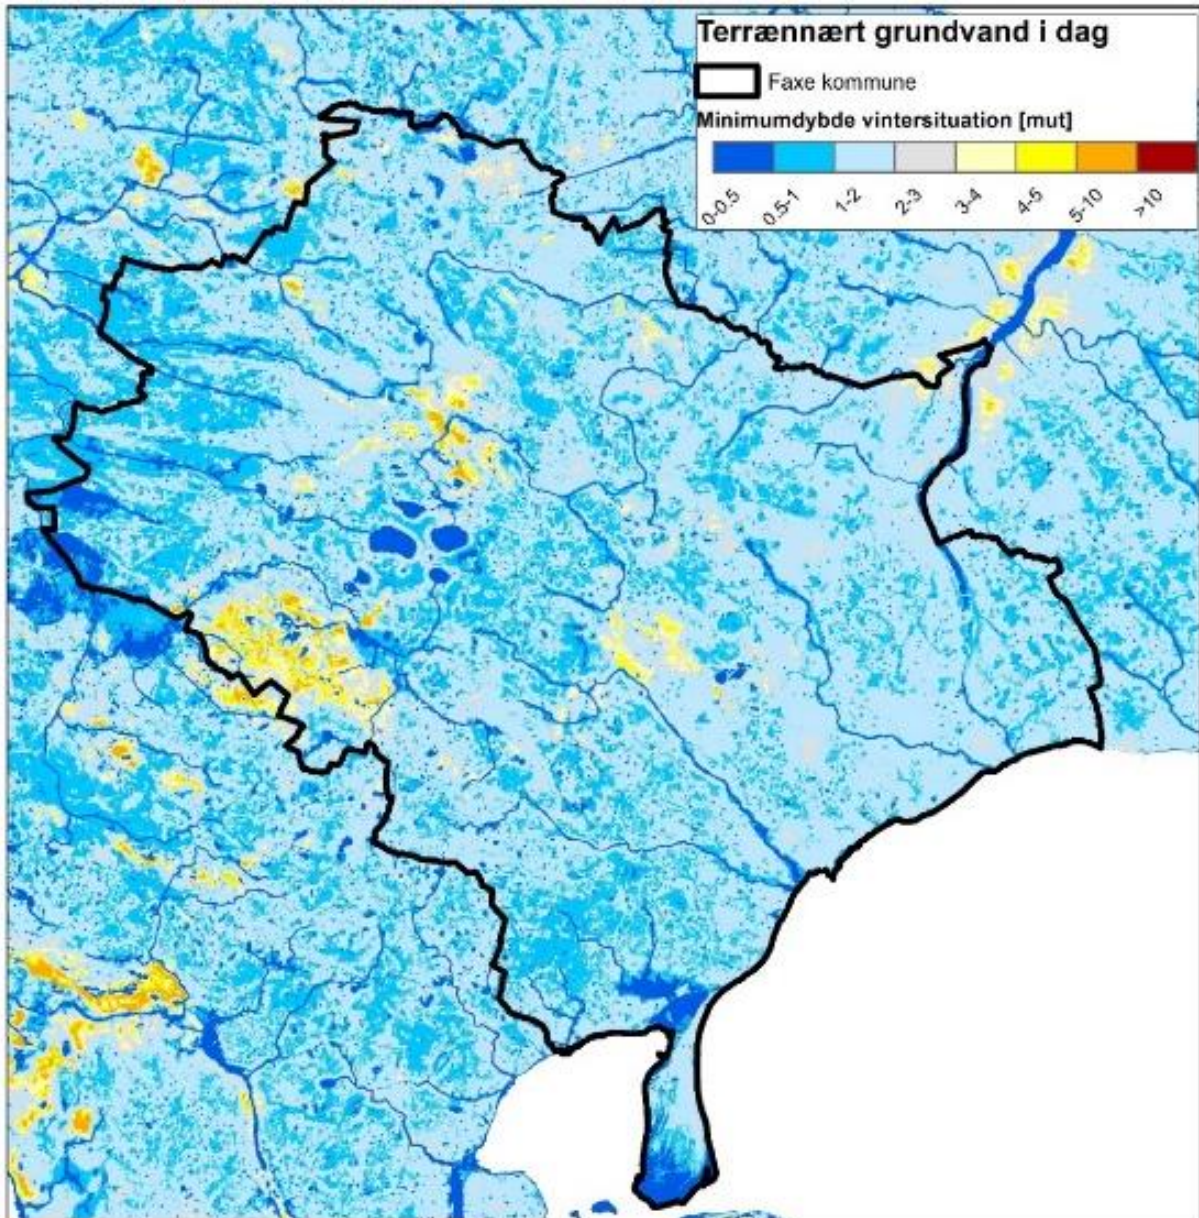 Terrænnært grundvand i dag
Faxe kommune
Minimumdybde vintersituation [mut]
0-0.5
0.5-1
1-2
2-3
3-4
4-5
5-10
>10